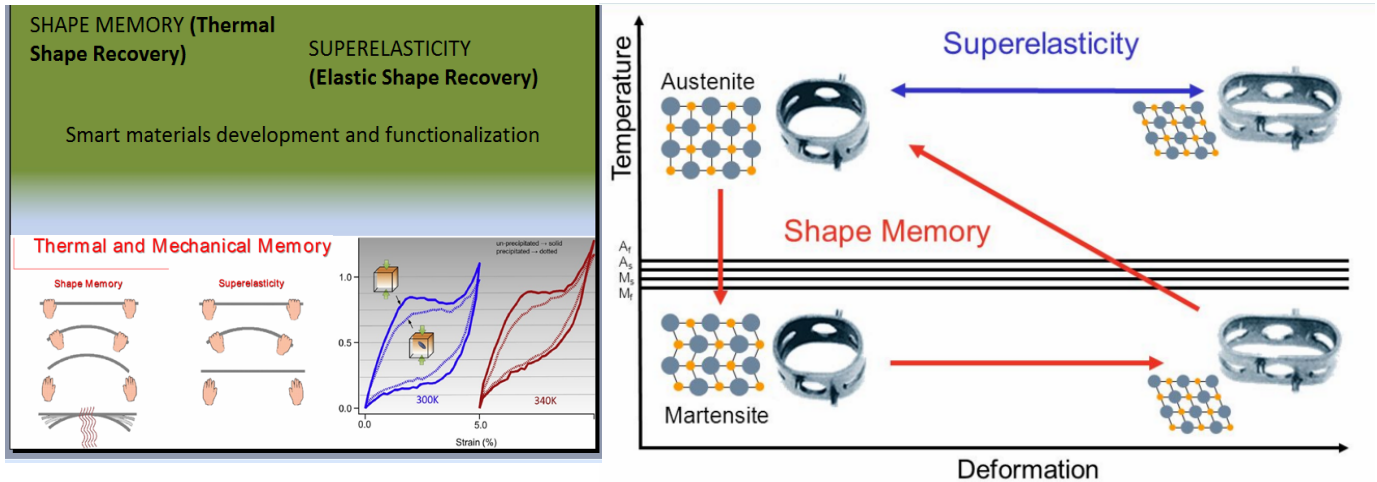 SHAPE MEMORY (Thermal
Shape Recovery)
SUPERELASTICITY
(Elastic Shape Recovery)
Smart materials development and functionalization
Thermal and Mechanical Memory
Shape Memory
Superelasticity
un-precipitated → solid
precipitated → dotted
1.0
0.5
0.0
300K
340K
0.0
5.0
Strain (%)
Temperature
Superelasticity
Austenite
Shape Memory
Af
As
Ms
Mf
Martensite
Deformation